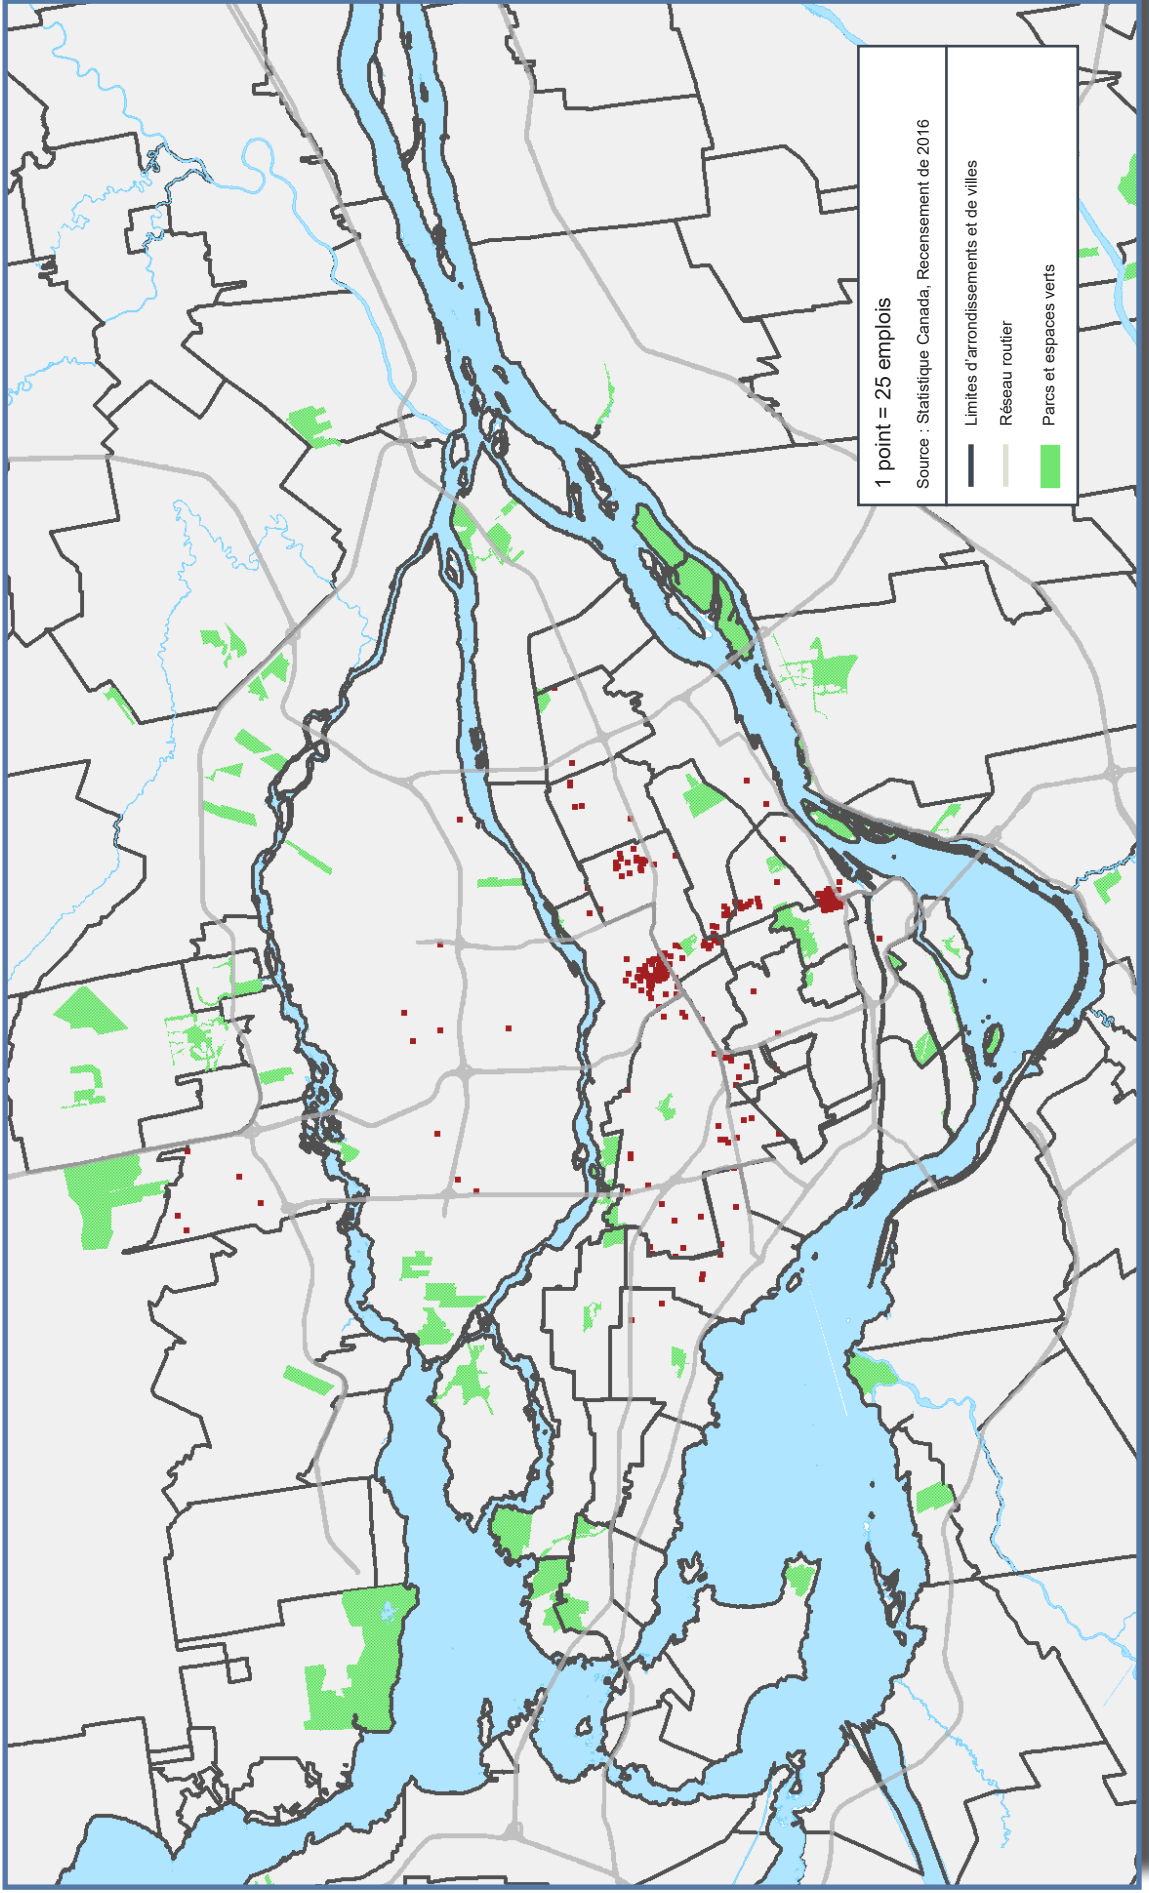 1 point = 25 emplois
Source : Statistique Canada, Recensement de 2016
Limites d'arrondissements et de villes
Réseau routier
Parcs et espaces verts